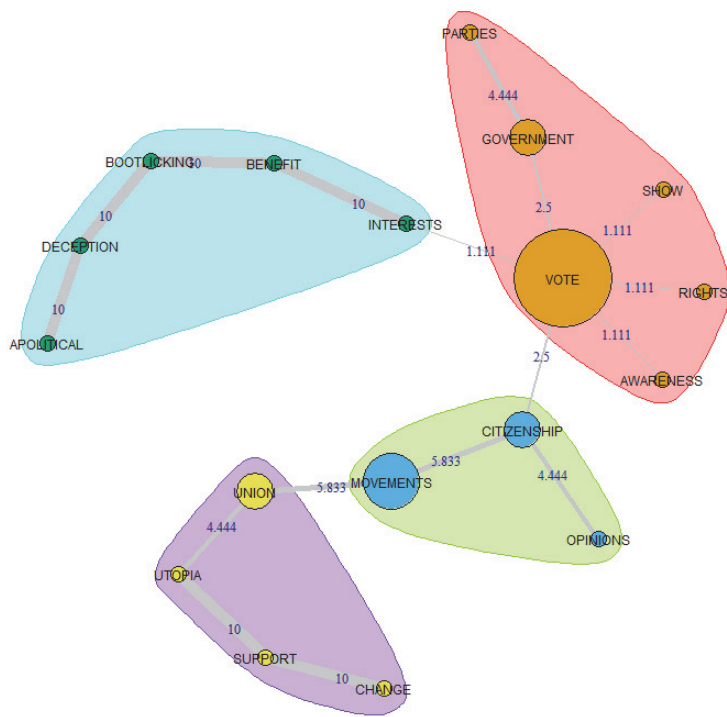 PARTIES
4.444
GOVERNMENT
2.5
SHOW
1.111
VOTE
1.111
RIGHTS
1.111
AWARENESS
BOOTLICKING
10
BENEFIT
10
INTERESTS
1.111
10
DECEPTION
10
APOLITICAL
2.5
CITIZENSHIP
5.833
MOVEMENTS
4.444
OPINIONS
5.833
UNION
4.444
UTOPIA
10
SUPPORT
10
CHANGE